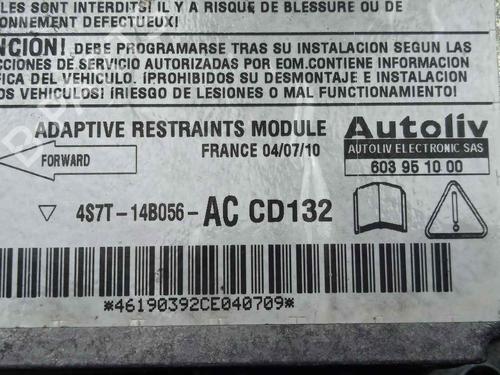 LES SONT INTERDITS! IL Y A RISQUE DE BLESSURE OU DE
ONNEMENT DEFECTUEUX!
NCIÓN! DEBE PROGRAMARSE TRAS SU INSTALACION SEGUN LAS
CCIONES DE SERVICIO AUTORIZADAS POR EOM.CONTIENE INFORMACION
IFICA DEL VEHICULO. ¡PROHIBIDOS SU DESMONTAJE E INSTALACION
OS VEHICULOS! ¡RIESGO DE LESIONES O MAL FUNCIONAMIENTO!
ADAPTIVE RESTRAINTS MODULE
FRANCE 04/07/10
Autoliv
AUTOLIV ELECTRONIC SAS
603 95 10 00
FORWARD
4S7T-14B056-AC CD132
*46190392CE040709*